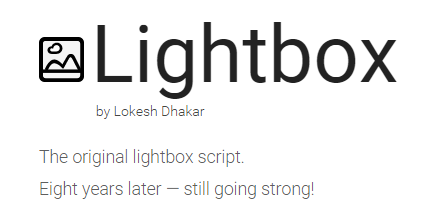 Lightbox
by Lokesh Dhakar
The original lightbox script.
Eight years later — still going strong!